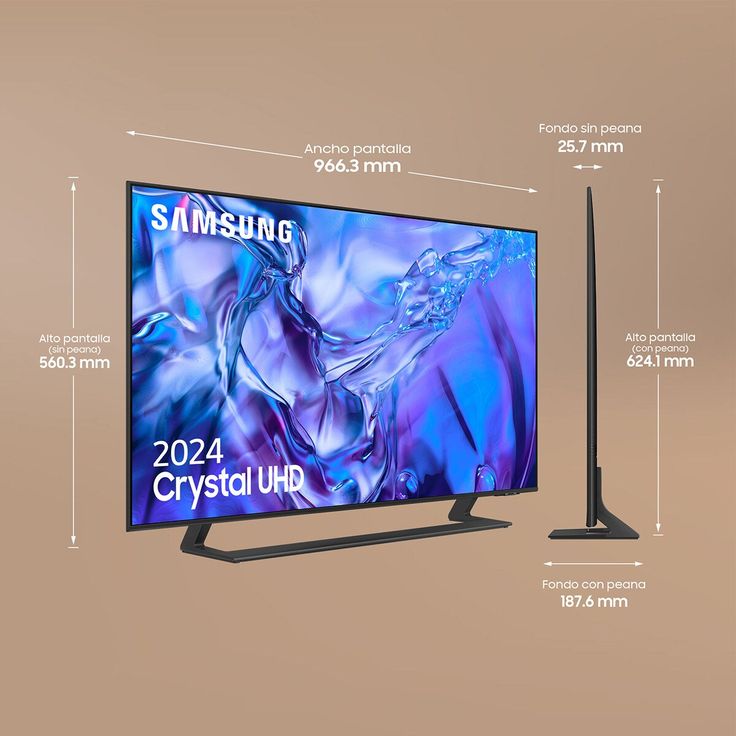 Ancho pantalla
966.3 mm
Fondo sin peana
25.7 mm
SAMSUNG
Alto pantalla
(sin peana)
560.3 mm
Alto pantalla
(con peana)
624.1 mm
2024
Crystal UHD
Fondo con peana
187.6 mm